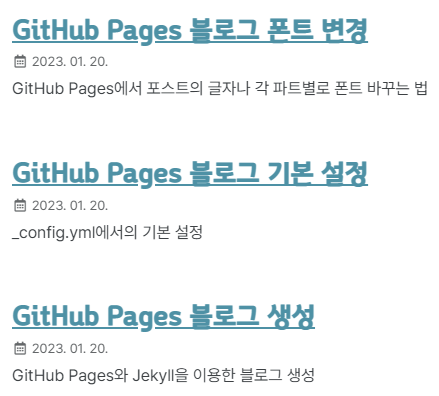 GitHub Pages 블로그 폰트 변경
2023. 01. 20.
GitHub Pages에서 포스트의 글자나 각 파트별로 폰트 바꾸는 법
GitHub Pages 블로그 기본 설정
2023. 01. 20.
_config.yml에서의 기본 설정
GitHub Pages 블로그 생성
2023. 01. 20.
GitHub Pages와 Jekyll을 이용한 블로그 생성